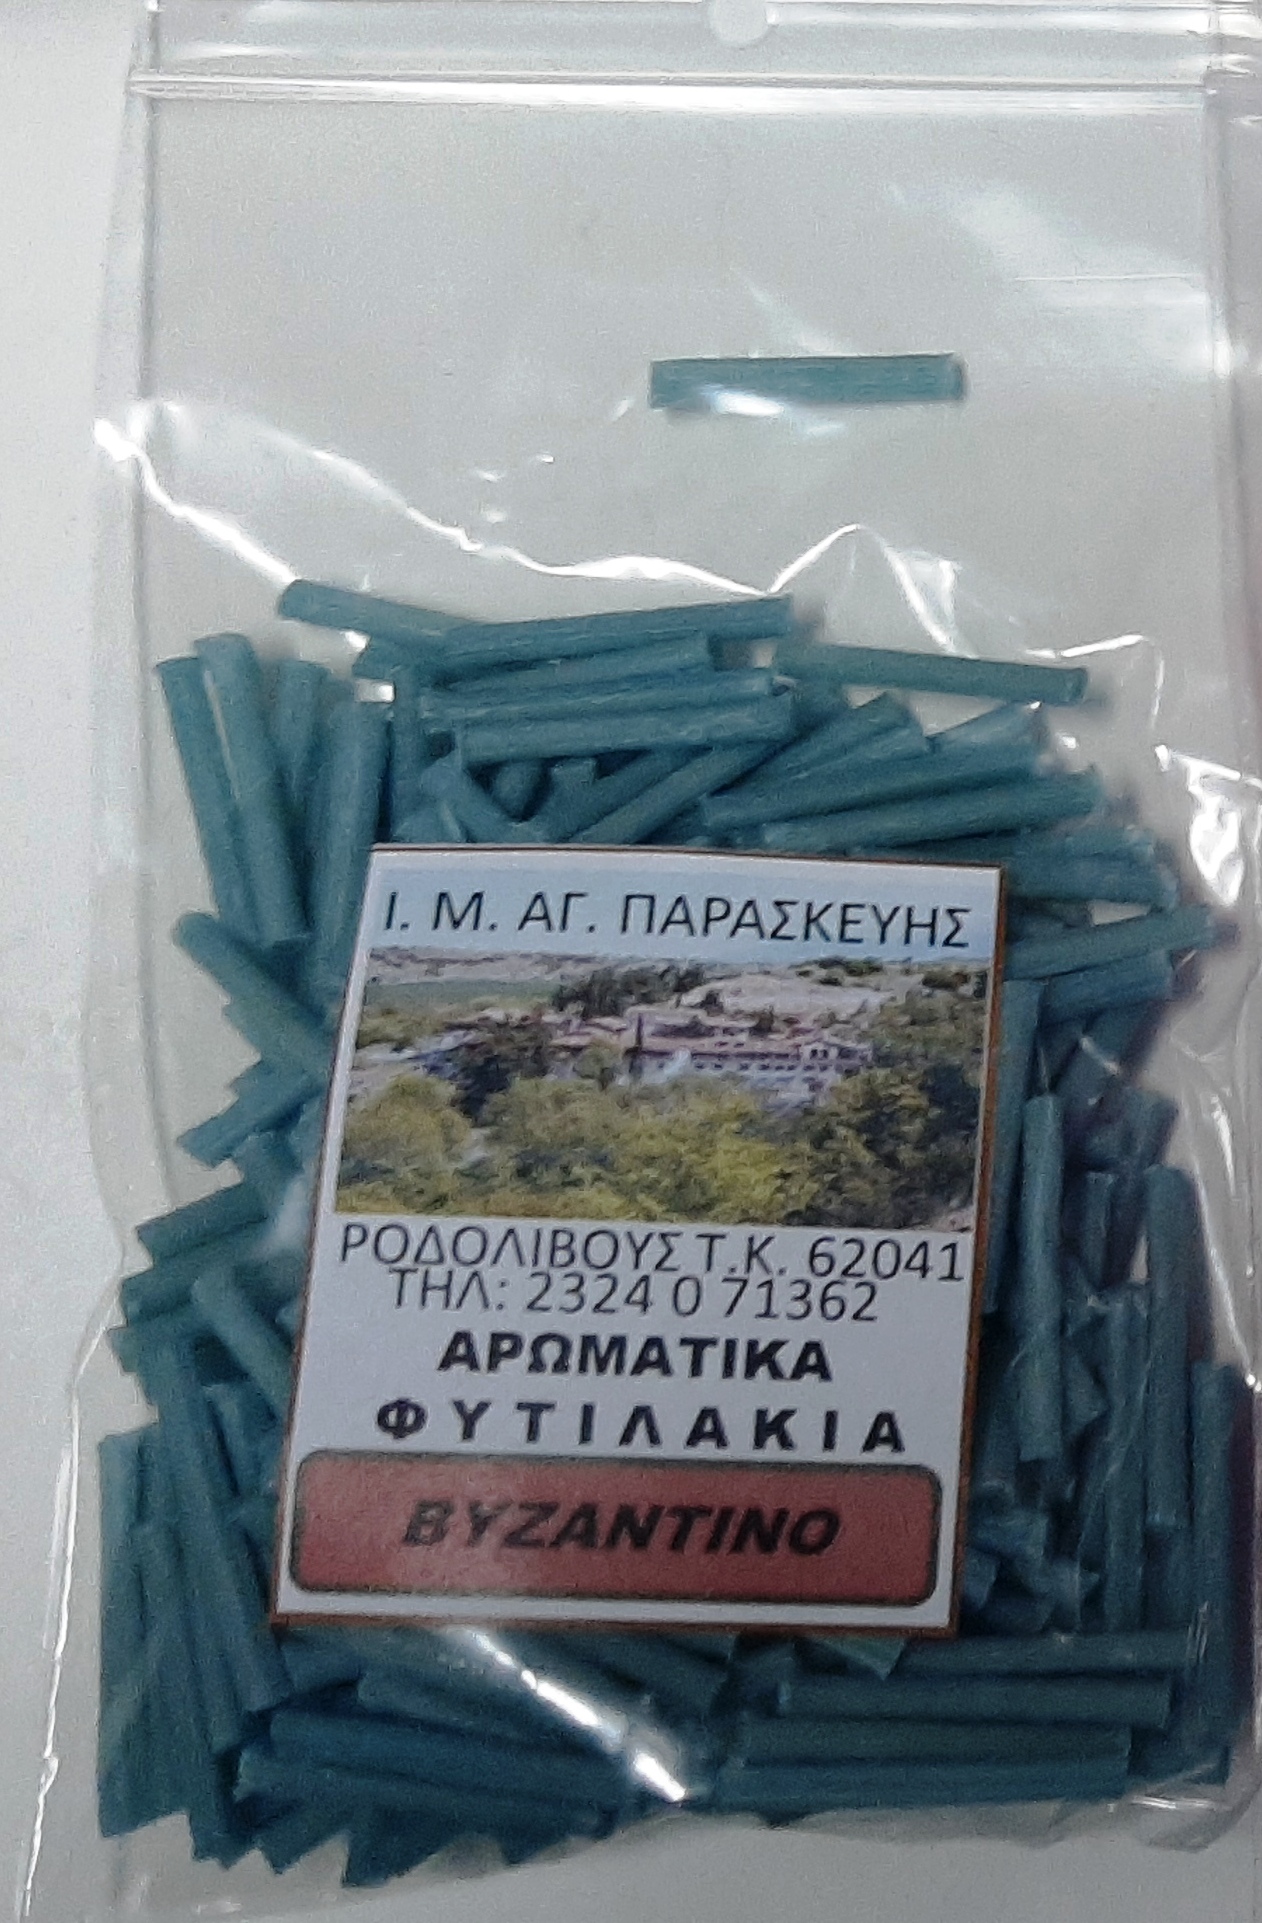 Ι. Μ. ΑΓ. ΠΑΡΑΣΚΕΥΗΣ
ΡΟΔΟΛΙΒΟΥΣ Τ.Κ. 62041
ΤΗΛ: 2324 0 71362
ΑΡΩΜΑΤΙΚΑ
ΦΥΤΙΛΑΚΙΑ
ΒΥΖΑΝΤΙΝΟ